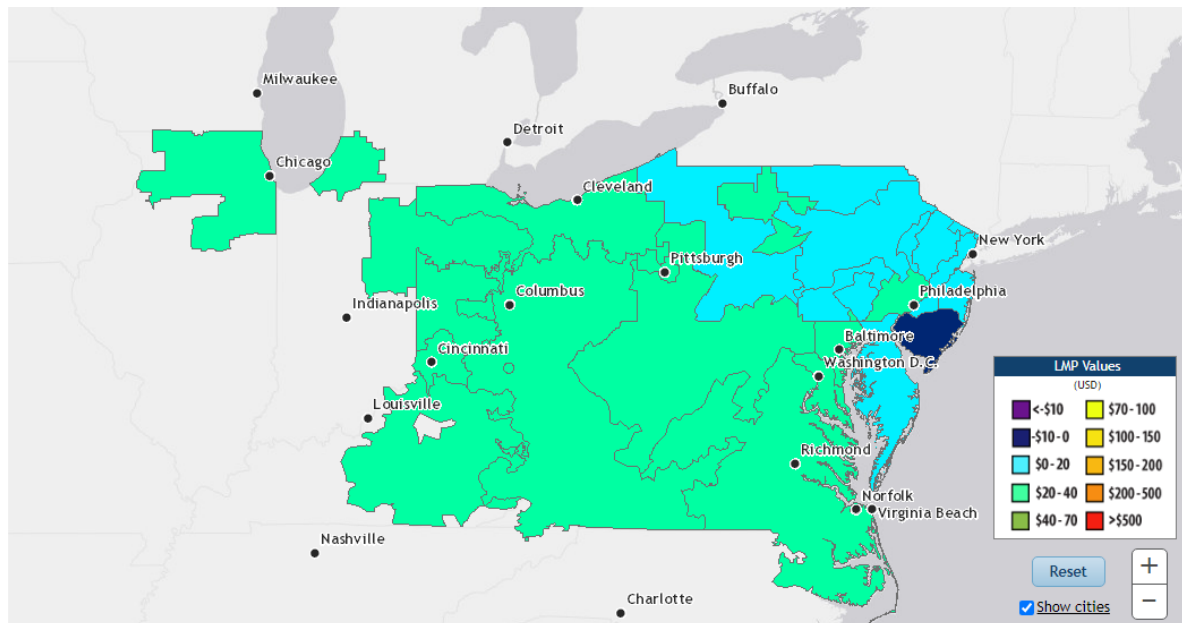 Milwaukee
Buffalo
Detroit
Chicago
Cleveland
New York
Pittsburgh
Columbus
Philadelphia
Indianapolis
Baltimore
Cincinnati
Washington D.C.
Louisville
Richmond
Norfolk
Virginia Beach
Nashville
Charlotte
LMP Values
(USD)
<-$10
$70-100
-$10-0
$100-150
$0-20
$150-200
$20-40
$200-500
$40-70
>$500
Reset
+
Show cities
−